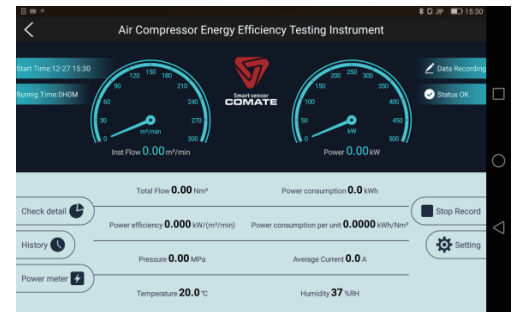 15:30
Air Compressor Energy Efficiency Testing Instrument
Start Time:12-27 15:30
Runnig Time:0H0M
0 30 60 90 120 150 180 210 240 270 300
m³/min
Inst Flow 0.00 m³/min
Smart sensor
COMATE
0 50 100 150 200 250 300 350 400 450 500
kW
Power 0.00 kW
Data Recording
Status OK
Total Flow 0.00 Nm³
Power consumption 0.0 kWh
Check detail
Stop Record
Power efficiency 0.000 kW/(m³/min)
Power consumption per unit 0.0000 kWh/Nm³
History
Setting
Pressure 0.00 MPa
Average Current 0.0 A
Power meter
Temperature 20.0 ℃
Humidity 37 %RH